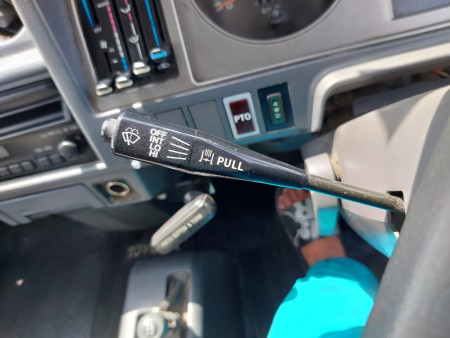 OFF
INT
LO
HI
PULL
PTO